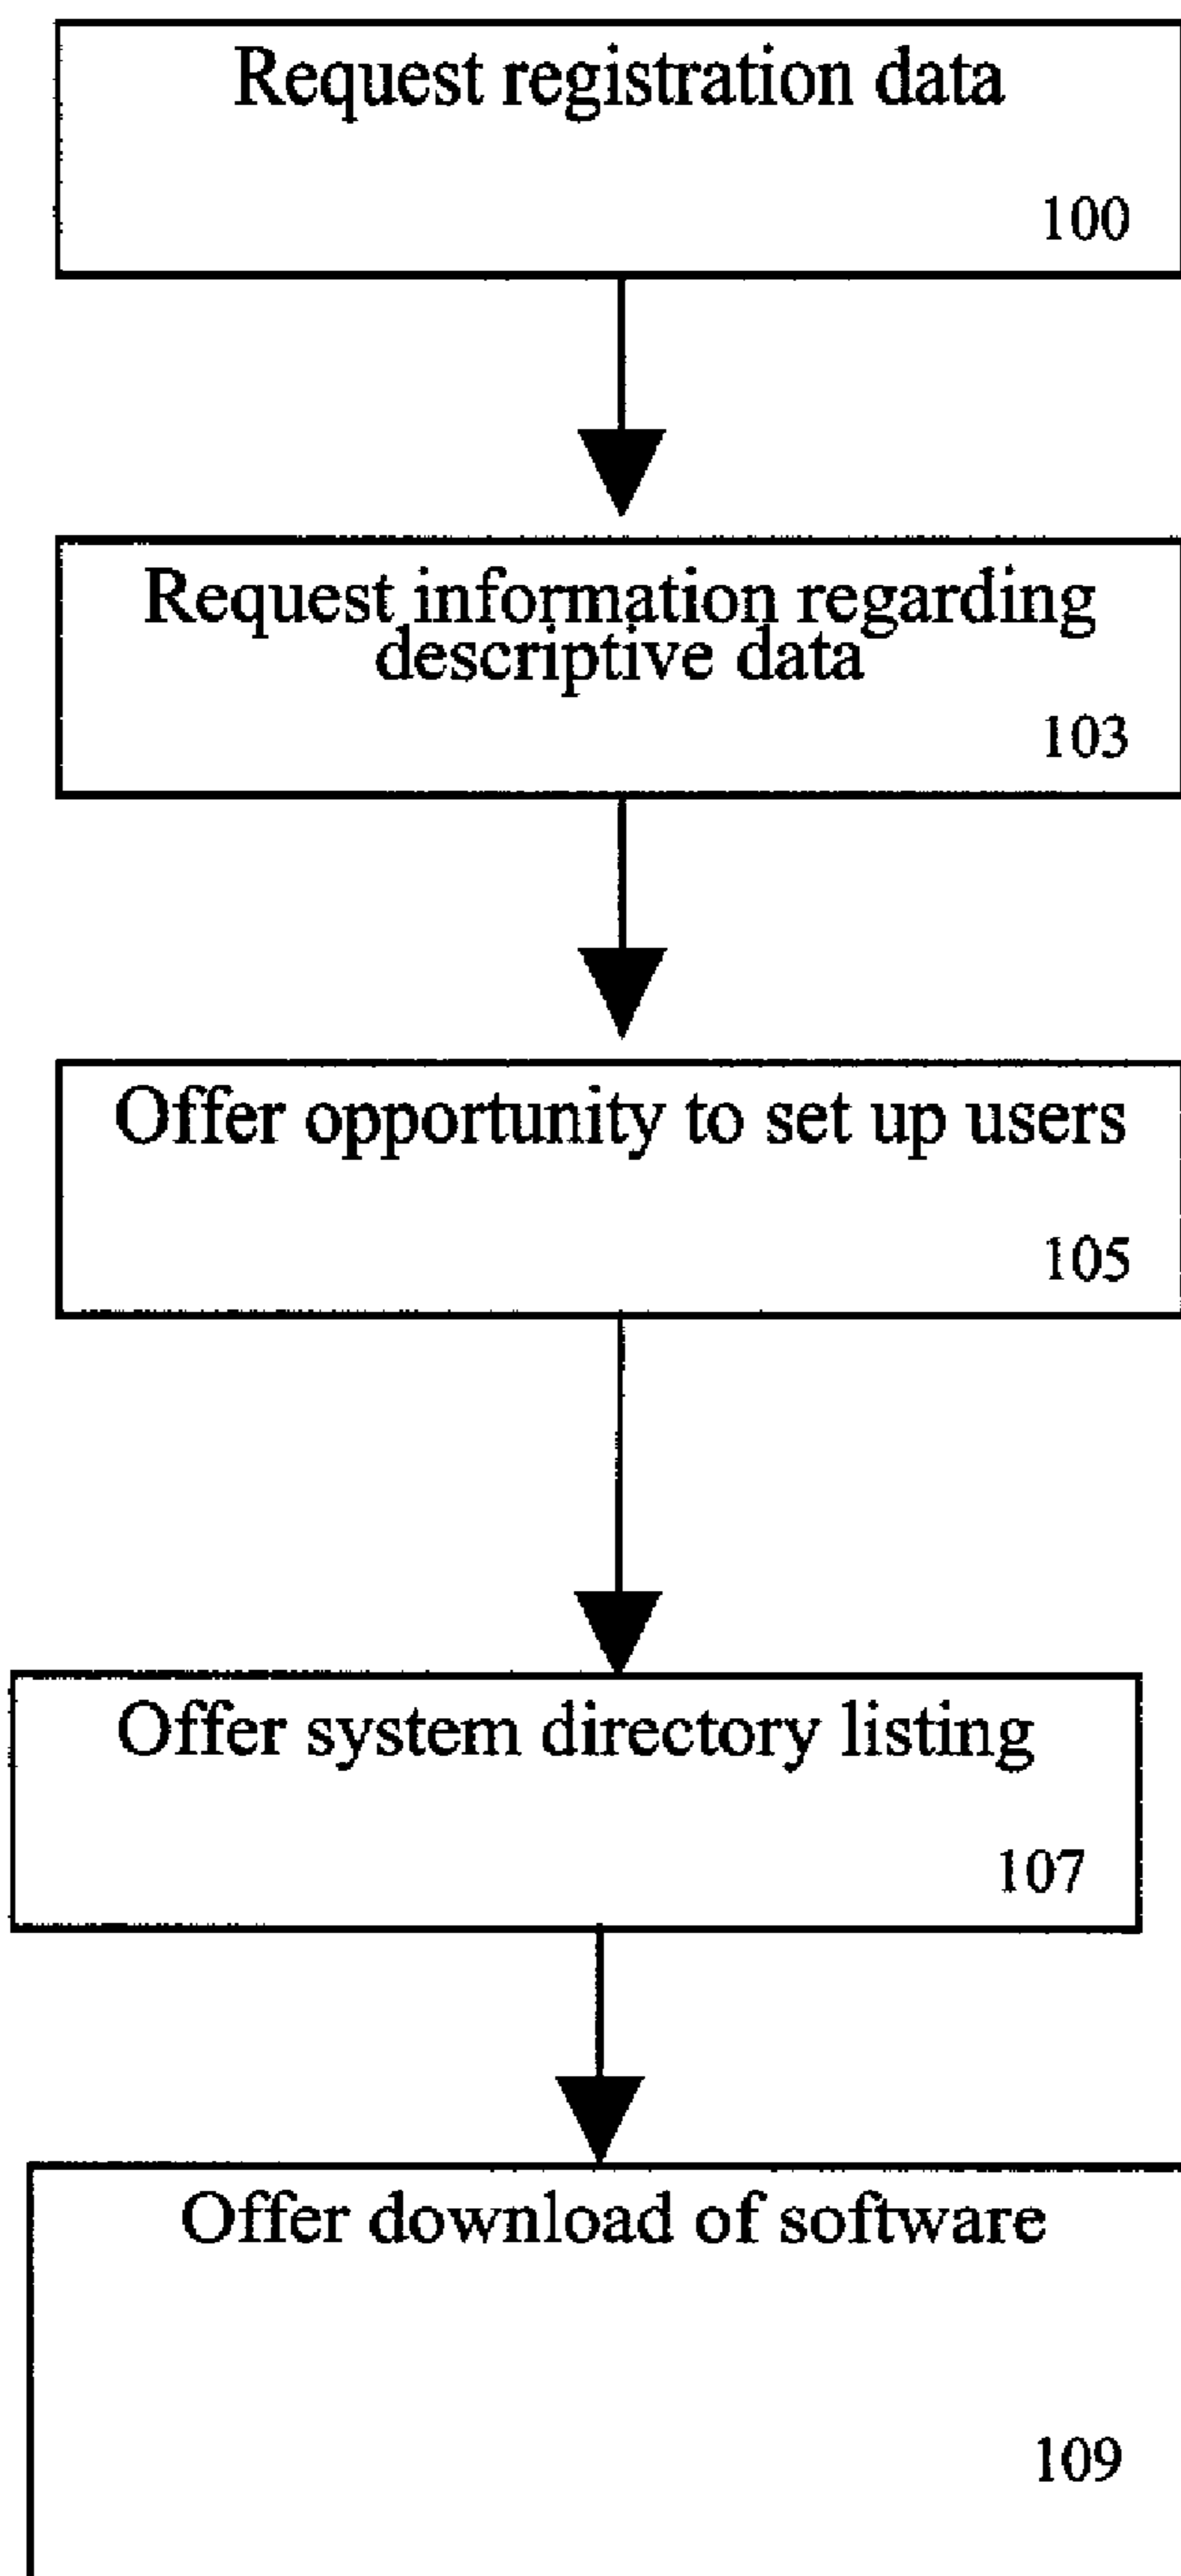 Request registration data
100
Request information regarding
descriptive data
103
Offer opportunity to set up users
105
Offer system directory listing
107
Offer download of software
109